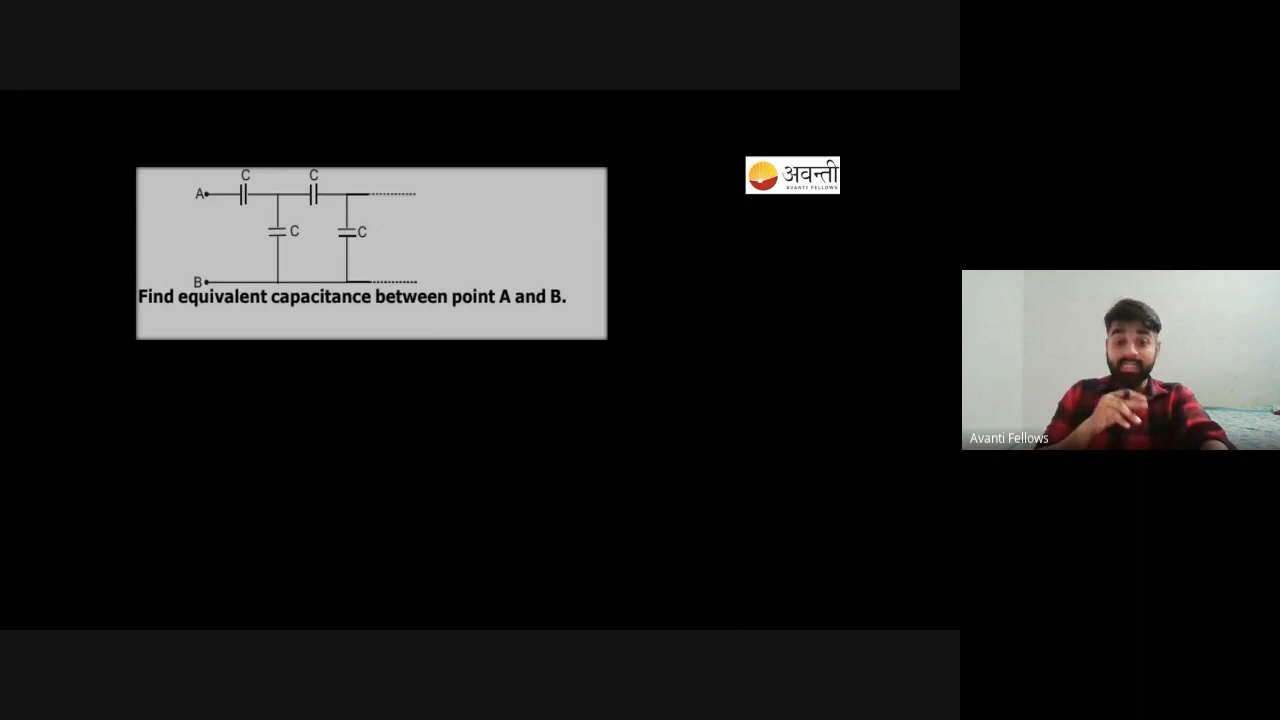 C C
A
C C
B
Find equivalent capacitance between point A and B.
अवन्ती
AVANTI FELLOWS
Avanti Fellows